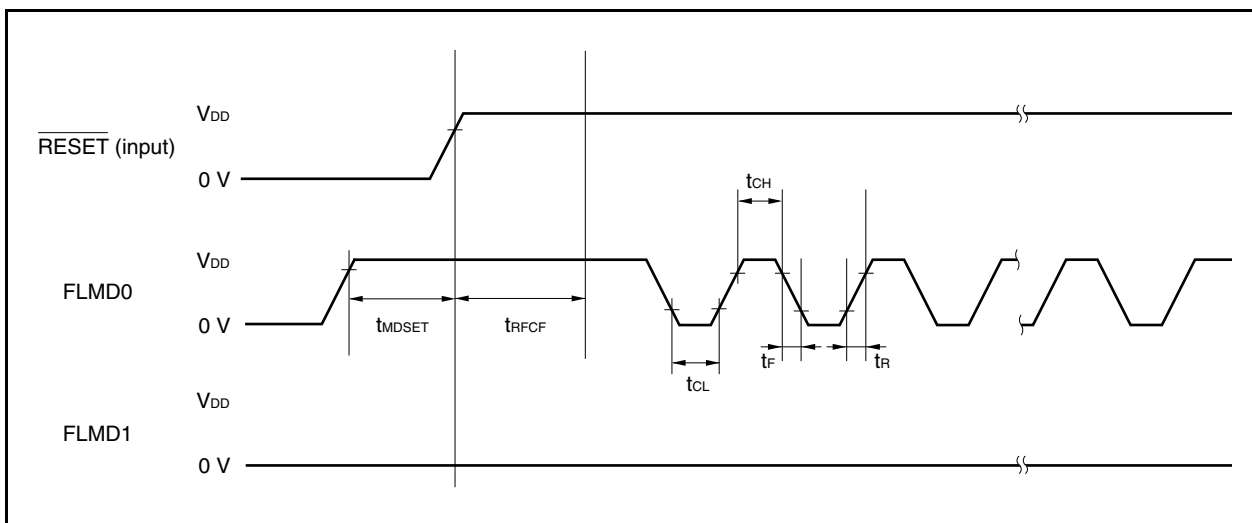 VDD
RESET (input)
0 V
tCH
VDD
FLMD0
0 V
tMDSET
tRFCF
tF
tR
tCL
VDD
FLMD1
0 V